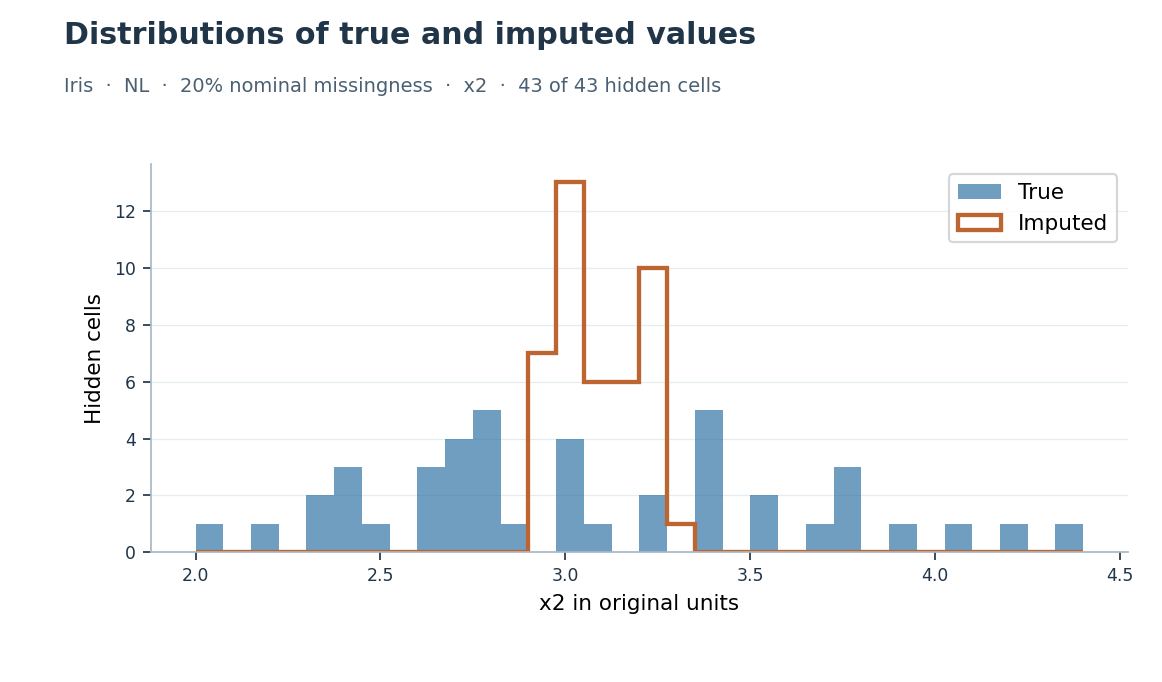 Distributions of true and imputed values
Iris · NL · 20% nominal missingness · x2 · 43 of 43 hidden cells
True
Imputed
Hidden cells
12
10
8
6
4
2
0
2.0 2.5 3.0 3.5 4.0 4.5
x2 in original units